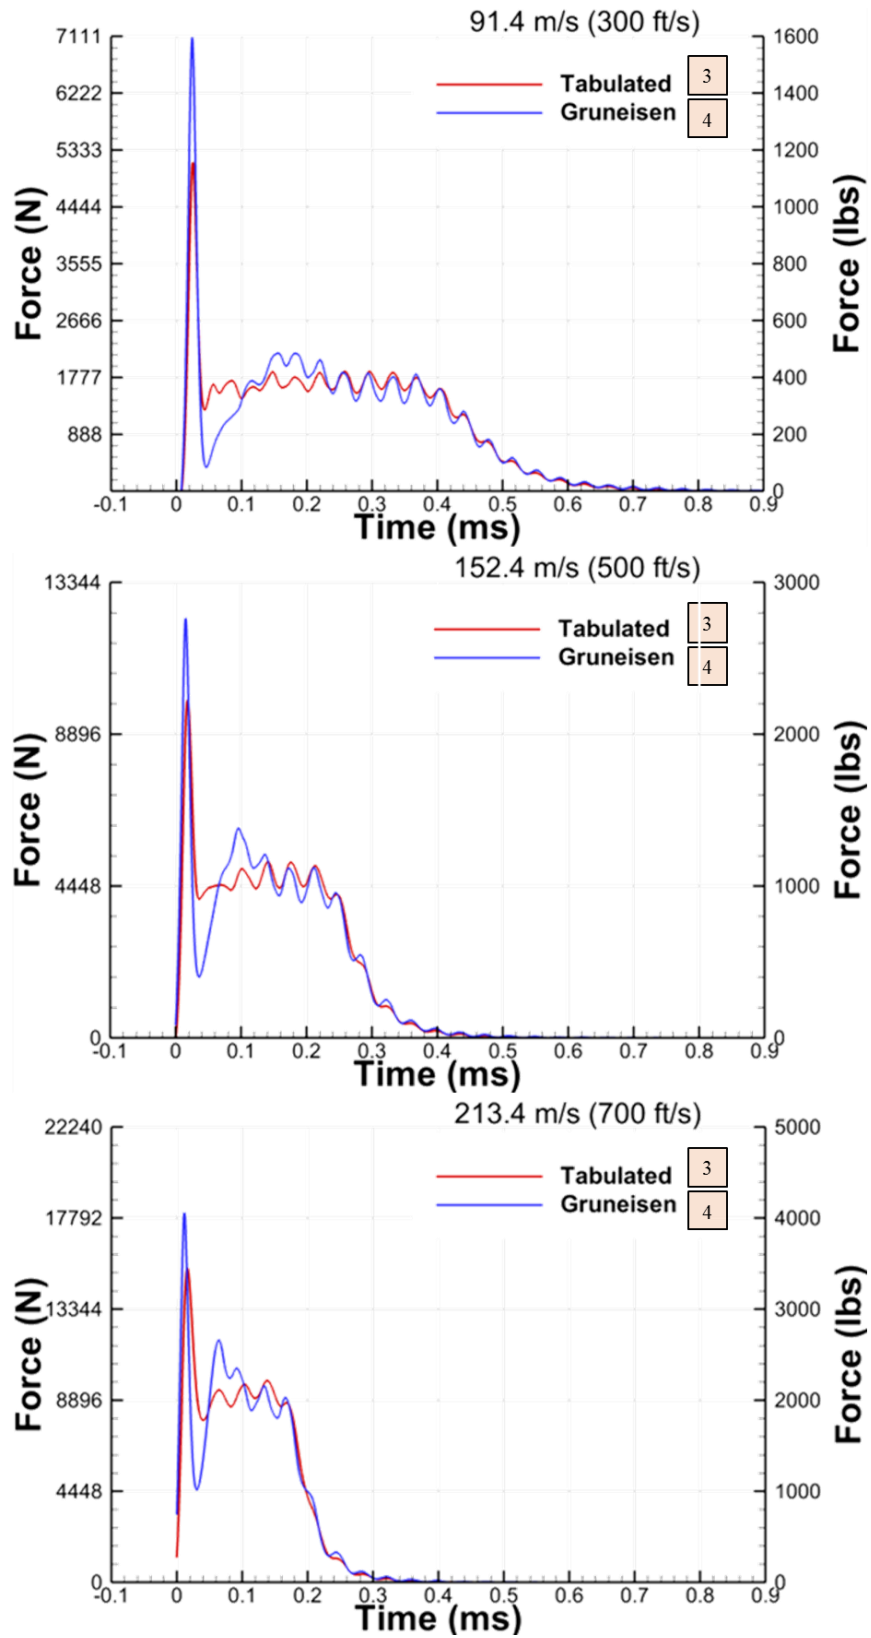 91.4 m/s (300 ft/s)
7111
1600
Tabulated 3
6222
1400
Gruneisen 4
5333
1200
4444
1000
Force (N)
Force (lbs)
3555
800
2666
600
1777
400
888
200
0
-0.1 0 0.1 0.2 0.3 0.4 0.5 0.6 0.7 0.8 0.9
Time (ms)
152.4 m/s (500 ft/s)
13344
3000
Tabulated 3
Gruneisen 4
8896
2000
Force (N)
Force (lbs)
4448
1000
0
0
-0.1 0 0.1 0.2 0.3 0.4 0.5 0.6 0.7 0.8 0.9
Time (ms)
213.4 m/s (700 ft/s)
22240
5000
Tabulated 3
Gruneisen 4
17792
4000
13344
3000
Force (N)
Force (lbs)
8896
2000
4448
1000
0
0
-0.1 0 0.1 0.2 0.3 0.4 0.5 0.6 0.7 0.8 0.9
Time (ms)